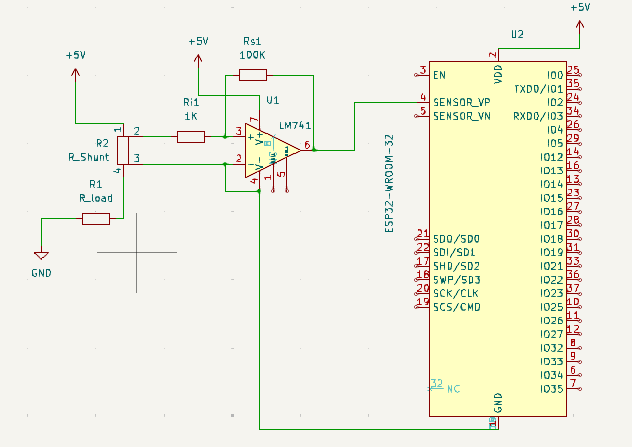 +5V
R2
R_Shunt
1
2
3
4
R1
R_load
GND
+5V
Ri1
1K
Rs1
100K
U1
LM741
3
2
7
6
4
1
5
+
V+
-
V-
+5V
U2
ESP32-WROOM-32
2
VDD
3 EN
4 SENSOR_VP
5 SENSOR_VN
21 SDO/SD0
22 SDI/SD1
17 SHD/SD2
18 SWP/SD3
20 SCK/CLK
19 SCS/CMD
32 NC
IO0 25
TXD0/IO1 35
IO2 24
RXD0/IO3 34
IO4 26
IO5 29
IO12 14
IO13 16
IO14 13
IO15 23
IO16 27
IO17 28
IO18 30
IO19 31
IO21 33
IO22 36
IO23 37
IO25 10
IO26 11
IO27 12
IO32 8
IO33 9
IO34 6
IO35 7
GND